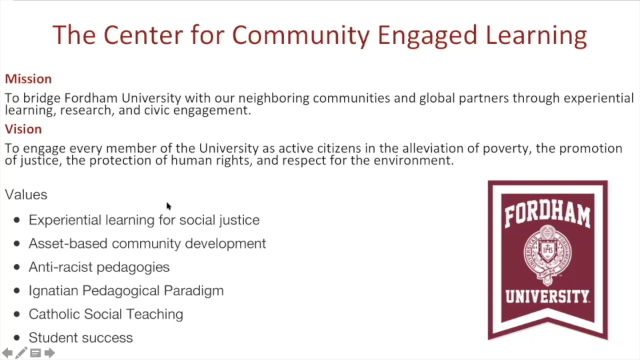 The Center for Community Engaged Learning
Mission
To bridge Fordham University with our neighboring communities and global partners through experiential
learning, research, and civic engagement.
Vision
To engage every member of the University as active citizens in the alleviation of poverty, the promotion
of justice, the protection of human rights, and respect for the environment.
Values
• Experiential learning for social justice
• Asset-based community development
• Anti-racist pedagogies
• Ignatian Pedagogical Paradigm
• Catholic Social Teaching
• Student success
FORDHAM
UNIVERSITY